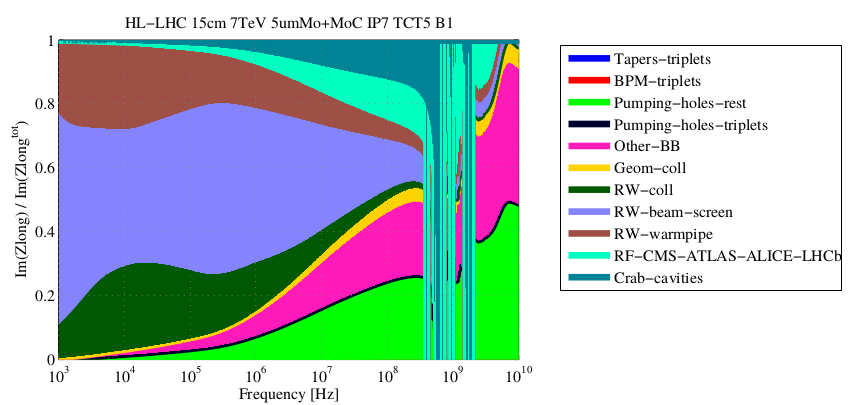 HL−LHC 15cm 7TeV 5umMo+MoC IP7 TCT5 B1
Im(Zlong) / Im(Zlong^tot)
1
0.8
0.6
0.4
0.2
0
10^3 10^4 10^5 10^6 10^7 10^8 10^9 10^10
Frequency [Hz]
Tapers−triplets
BPM−triplets
Pumping−holes−rest
Pumping−holes−triplets
Other−BB
Geom−coll
RW−coll
RW−beam−screen
RW−warmpipe
RF−CMS−ATLAS−ALICE−LHCb
Crab−cavities